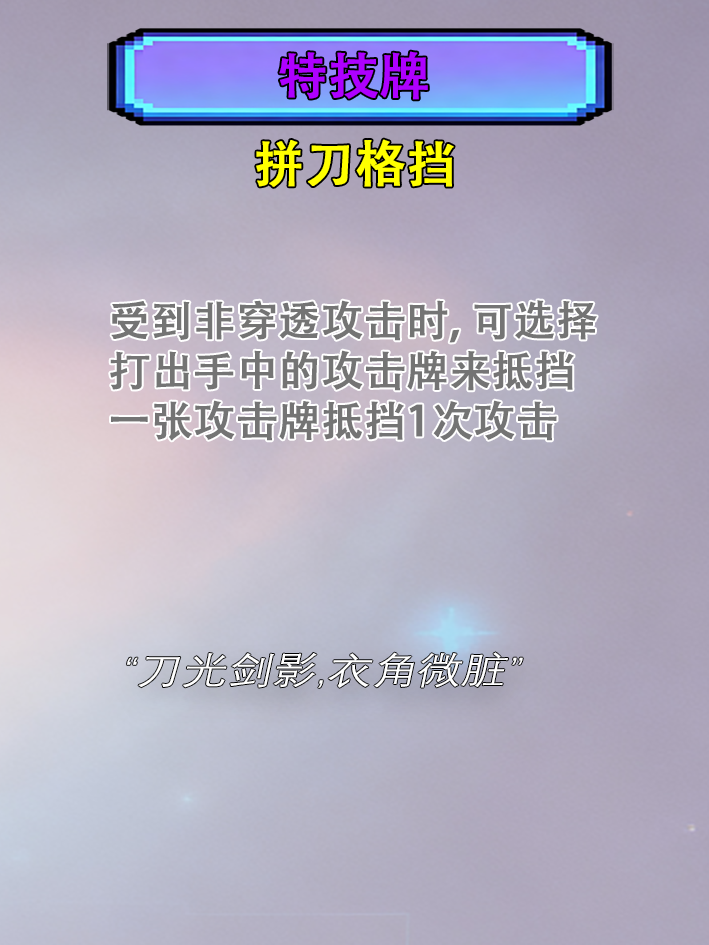 特技牌
拼刀格挡
受到非穿透攻击时,可选择
打出手中的攻击牌来抵挡
一张攻击牌抵挡1次攻击
“刀光剑影,衣角微脏”